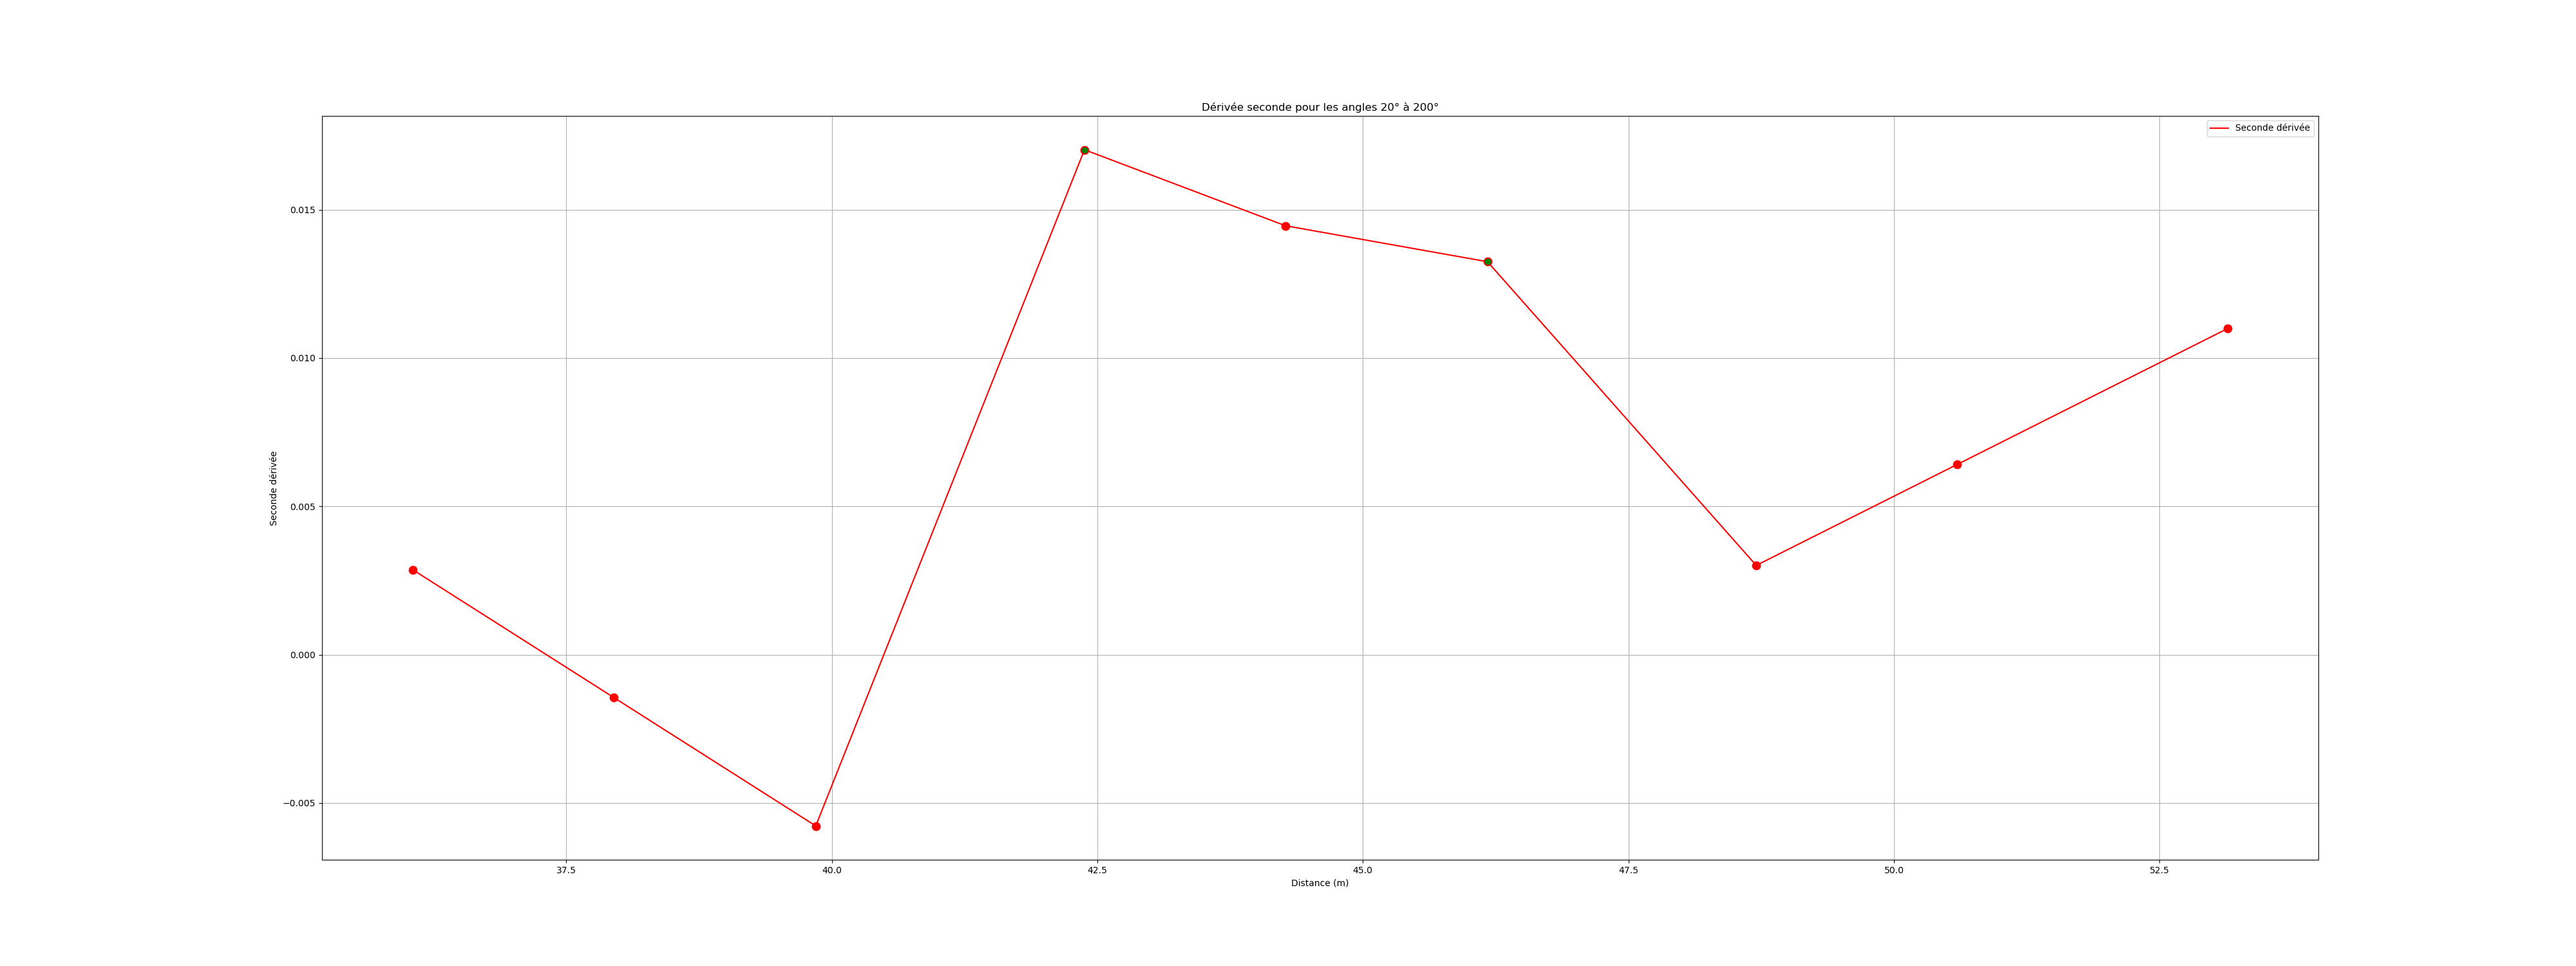 Dérivée seconde pour les angles 20° à 200°
Seconde dérivée
0.015
0.010
0.005
0.000
−0.005
Seconde dérivée
37.5 40.0 42.5 45.0 47.5 50.0 52.5
Distance (m)